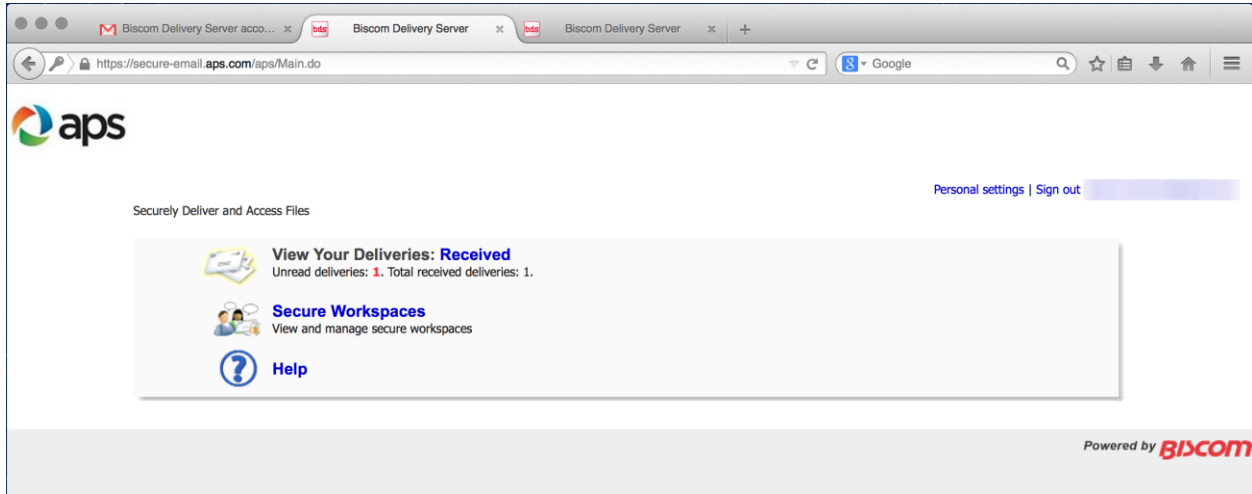 Biscom Delivery Server acco...
bds Biscom Delivery Server
bds Biscom Delivery Server
https://secure-email.aps.com/aps/Main.do
8 Google
aps
Personal settings | Sign out
Securely Deliver and Access Files
View Your Deliveries: Received
Unread deliveries: 1. Total received deliveries: 1.
Secure Workspaces
View and manage secure workspaces
? Help
Powered by BISCOM